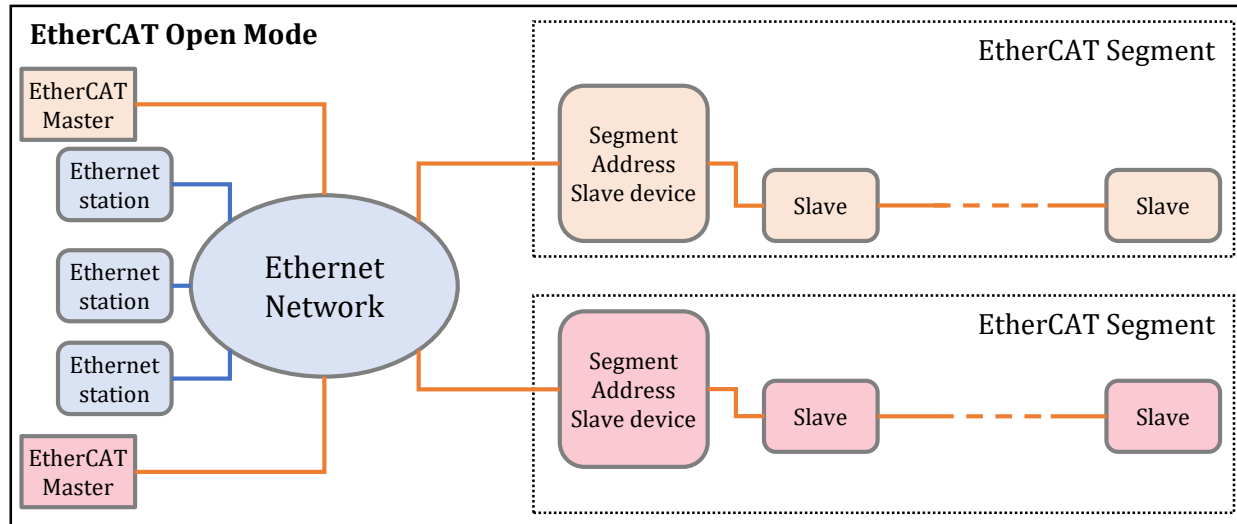 EtherCAT Open Mode
EtherCAT
Master
Ethernet
station
Ethernet
station
Ethernet
station
EtherCAT
Master
Ethernet
Network
EtherCAT Segment
Segment
Address
Slave device
Slave
Slave
EtherCAT Segment
Segment
Address
Slave device
Slave
Slave